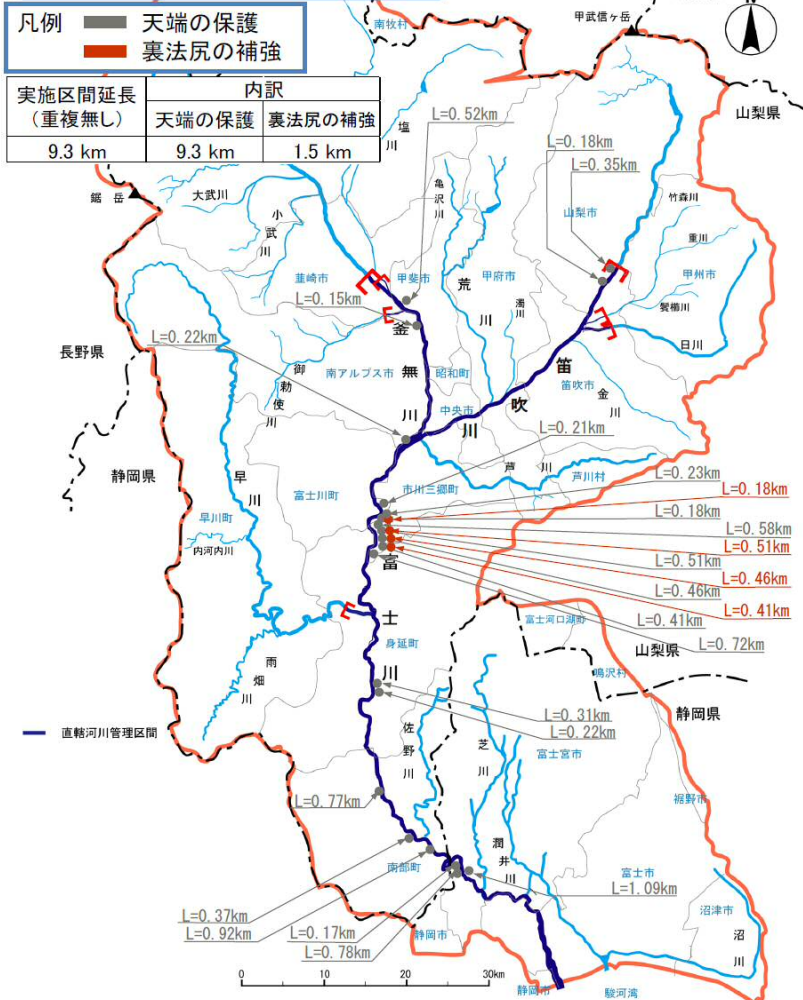 凡例
天端の保護
裏法尻の補強
実施区間延長
(重複無し)
内訳
天端の保護
裏法尻の補強
9.3 km
9.3 km
1.5 km
南牧村
甲武信ヶ岳
N
山梨県
塩川
L=0.52km
L=0.18km
L=0.35km
鋸岳
大武川
小武川
亀沢川
山梨市
竹森川
重川
韮崎市
甲斐市
荒川
甲府市
濁川
甲州市
L=0.15km
鬢櫛川
L=0.22km
釜無川
日川
長野県
御勅使川
南アルプス市
昭和町
中央市
笛吹川
笛吹市
金川
L=0.21km
静岡県
早川
富士川町
市川三郷町
芦川
芦川村
L=0.23km
L=0.18km
L=0.18km
L=0.58km
L=0.51km
L=0.51km
L=0.46km
L=0.46km
L=0.41km
L=0.41km
L=0.72km
早川町
内河内川
富士川
身延町
富士河口湖町
山梨県
鳴沢村
静岡県
雨畑川
L=0.31km
L=0.22km
直轄河川管理区間
佐野川
芝川
富士宮市
裾野市
L=0.77km
潤井川
南部町
富士市
L=1.09km
沼津市
沼川
L=0.37km
L=0.92km
L=0.17km
L=0.78km
静岡市
0 10 20 30km
静岡市
駿河湾